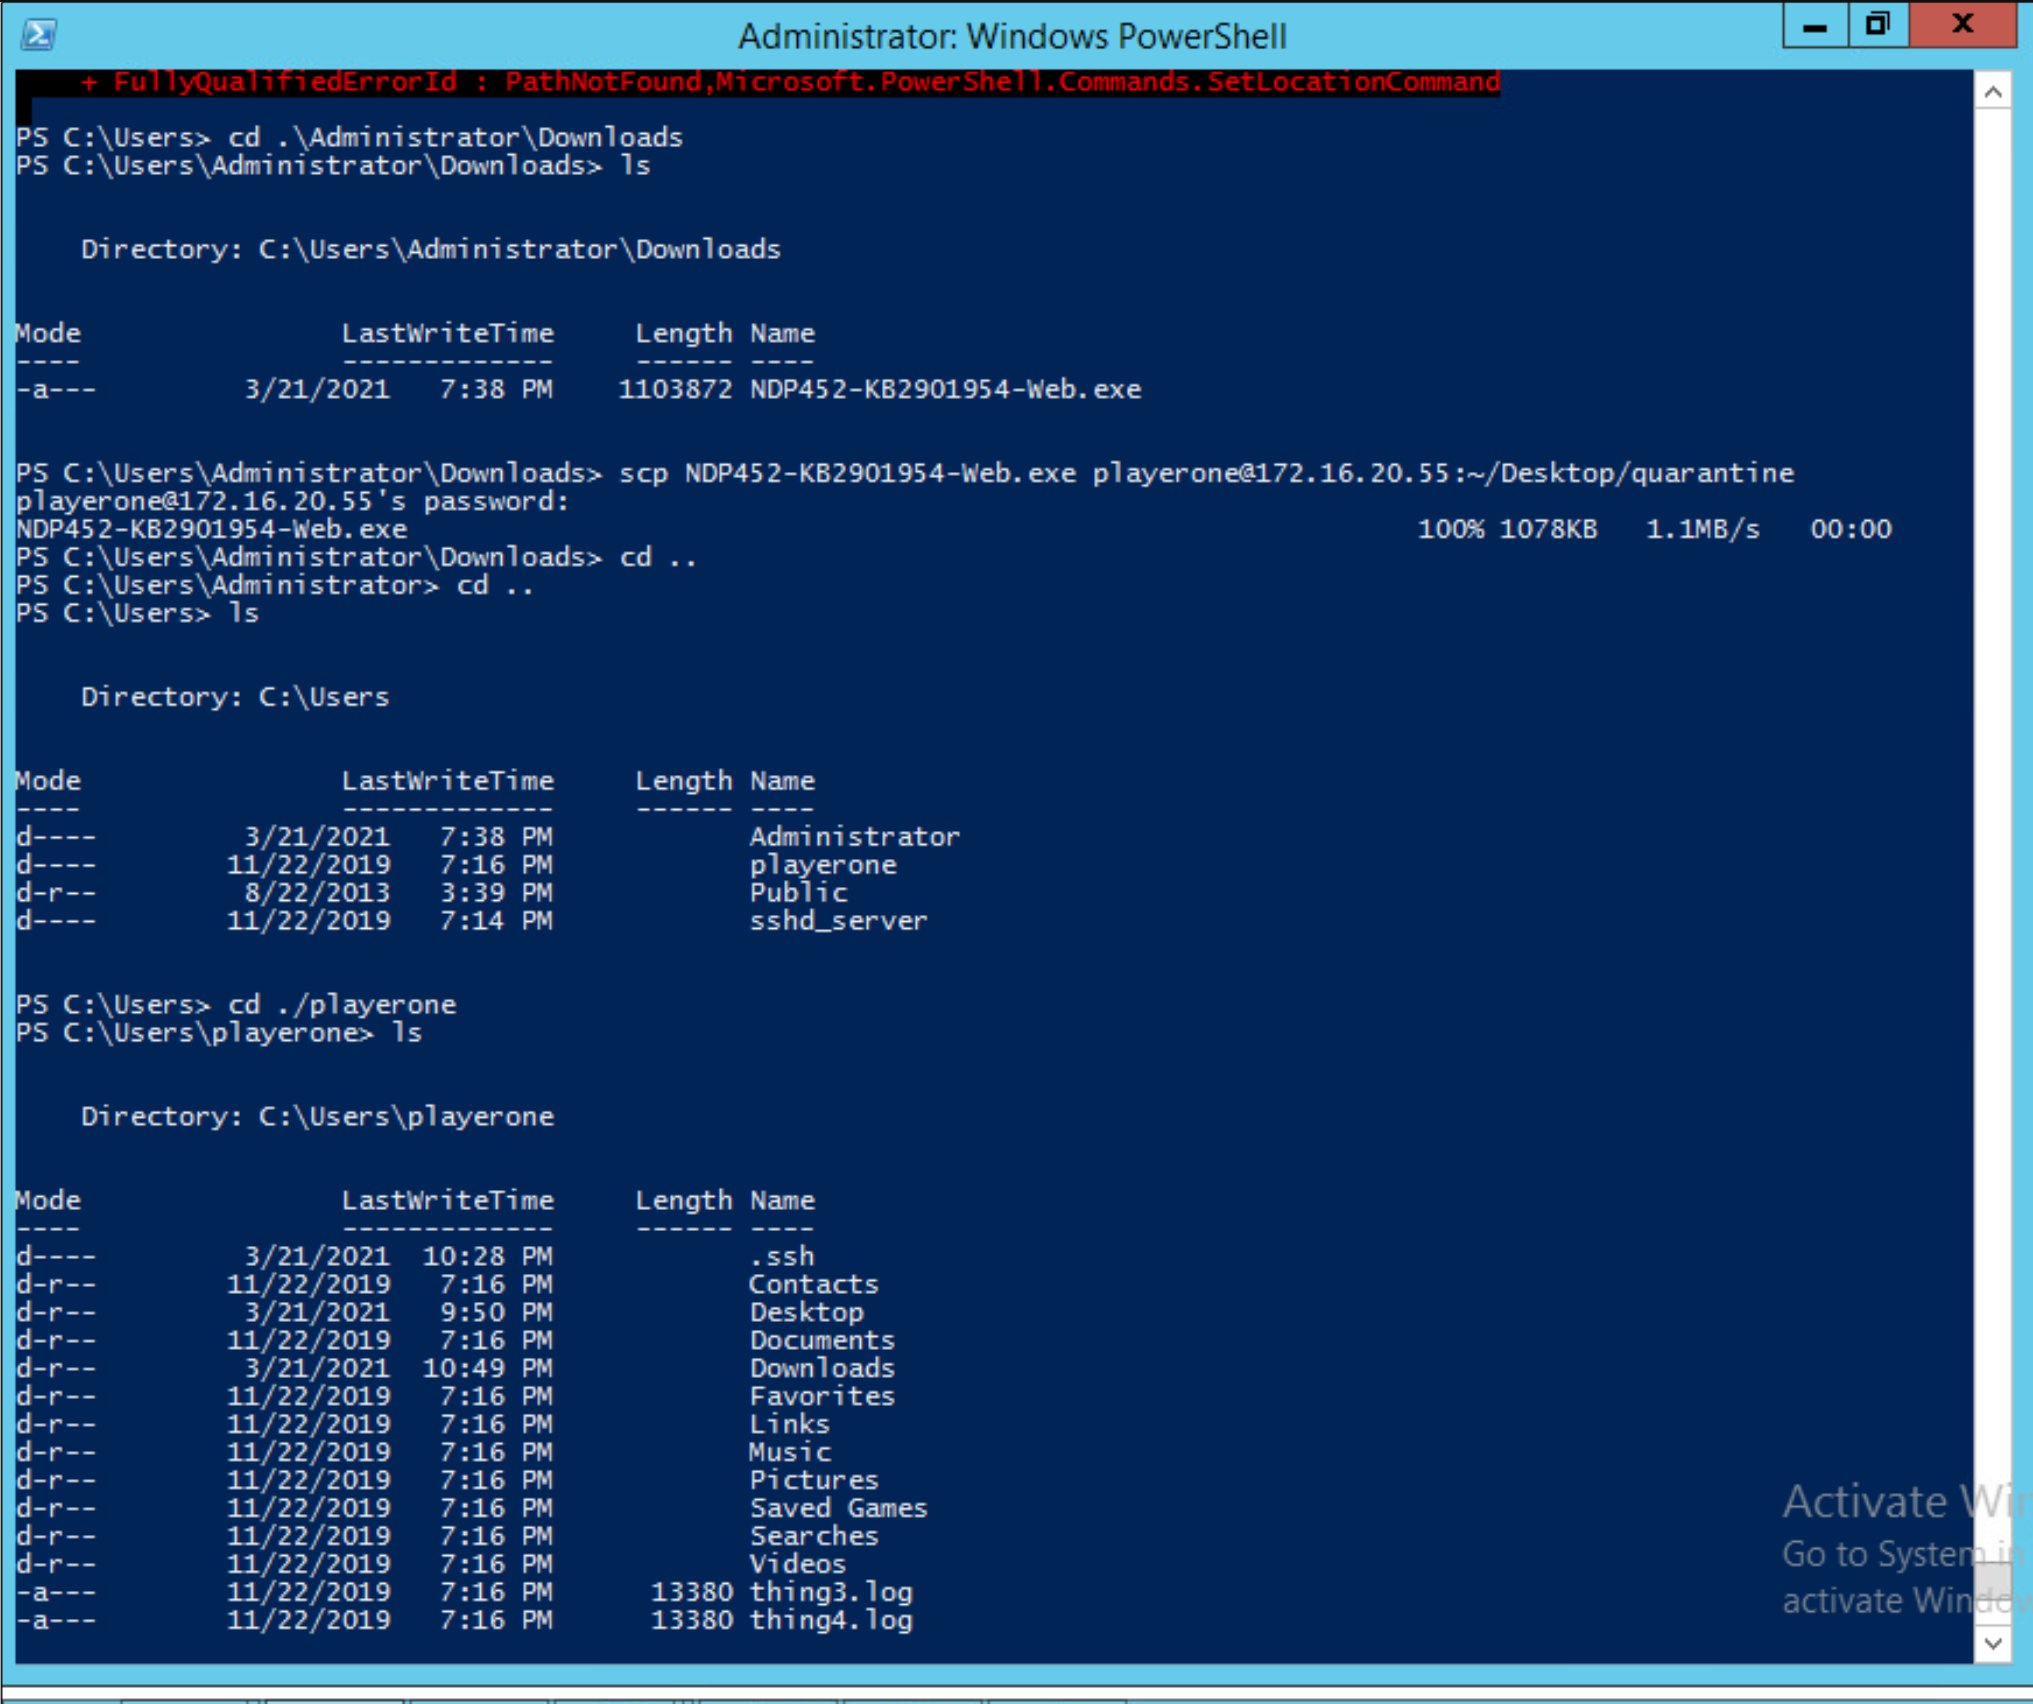 Administrator: Windows PowerShell
+ FullyQualifiedErrorId : PathNotFound,Microsoft.PowerShell.Commands.SetLocationCommand
PS C:\Users> cd .\Administrator\Downloads
PS C:\Users\Administrator\Downloads> ls
Directory: C:\Users\Administrator\Downloads
Mode LastWriteTime Length Name
---- ------------- ------ ----
-a--- 3/21/2021 7:38 PM 1103872 NDP452-KB2901954-Web.exe
PS C:\Users\Administrator\Downloads> scp NDP452-KB2901954-Web.exe playerone@172.16.20.55:~/Desktop/quarantine
playerone@172.16.20.55's password:
NDP452-KB2901954-Web.exe 100% 1078KB 1.1MB/s 00:00
PS C:\Users\Administrator\Downloads> cd ..
PS C:\Users\Administrator> cd ..
PS C:\Users> ls
Directory: C:\Users
Mode LastWriteTime Length Name
---- ------------- ------ ----
d---- 3/21/2021 7:38 PM Administrator
d---- 11/22/2019 7:16 PM playerone
d-r-- 8/22/2013 3:39 PM Public
d---- 11/22/2019 7:14 PM sshd_server
PS C:\Users> cd ./playerone
PS C:\Users\playerone> ls
Directory: C:\Users\playerone
Mode LastWriteTime Length Name
---- ------------- ------ ----
d---- 3/21/2021 10:28 PM .ssh
d-r-- 11/22/2019 7:16 PM Contacts
d-r-- 3/21/2021 9:50 PM Desktop
d-r-- 11/22/2019 7:16 PM Documents
d-r-- 3/21/2021 10:49 PM Downloads
d-r-- 11/22/2019 7:16 PM Favorites
d-r-- 11/22/2019 7:16 PM Links
d-r-- 11/22/2019 7:16 PM Music
d-r-- 11/22/2019 7:16 PM Pictures
d-r-- 11/22/2019 7:16 PM Saved Games
d-r-- 11/22/2019 7:16 PM Searches
d-r-- 11/22/2019 7:16 PM Videos
-a--- 11/22/2019 7:16 PM 13380 thing3.log
-a--- 11/22/2019 7:16 PM 13380 thing4.log
Activate Wi
Go to System in
activate Window